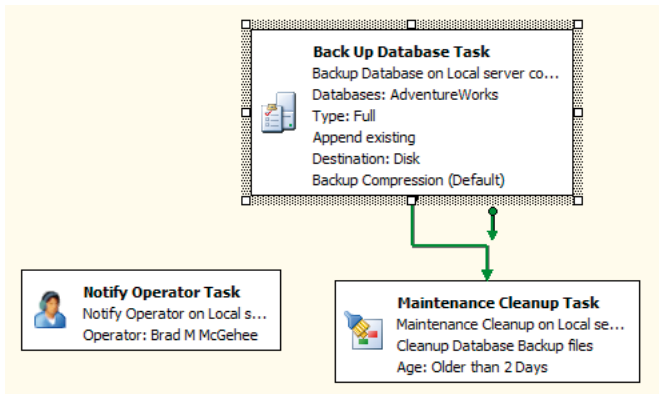 Back Up Database Task
Backup Database on Local server co...
Databases: AdventureWorks
Type: Full
Append existing
Destination: Disk
Backup Compression (Default)
Notify Operator Task
Notify Operator on Local s...
Operator: Brad M McGehee
Maintenance Cleanup Task
Maintenance Cleanup on Local se...
Cleanup Database Backup files
Age: Older than 2 Days